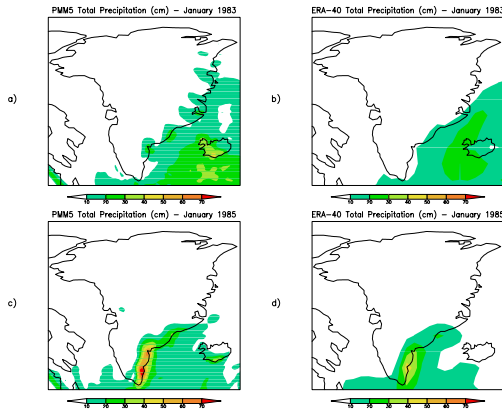 PMM5 Total Precipitation (cm) – January 1983
ERA-40 Total Precipitation (cm) – January 1983
a)
b)
10 20 30 40 50 60 70
10 20 30 40 50 60 70
PMM5 Total Precipitation (cm) – January 1985
ERA-40 Total Precipitation (cm) – January 1985
c)
d)
10 20 30 40 50 60 70
10 20 30 40 50 60 70